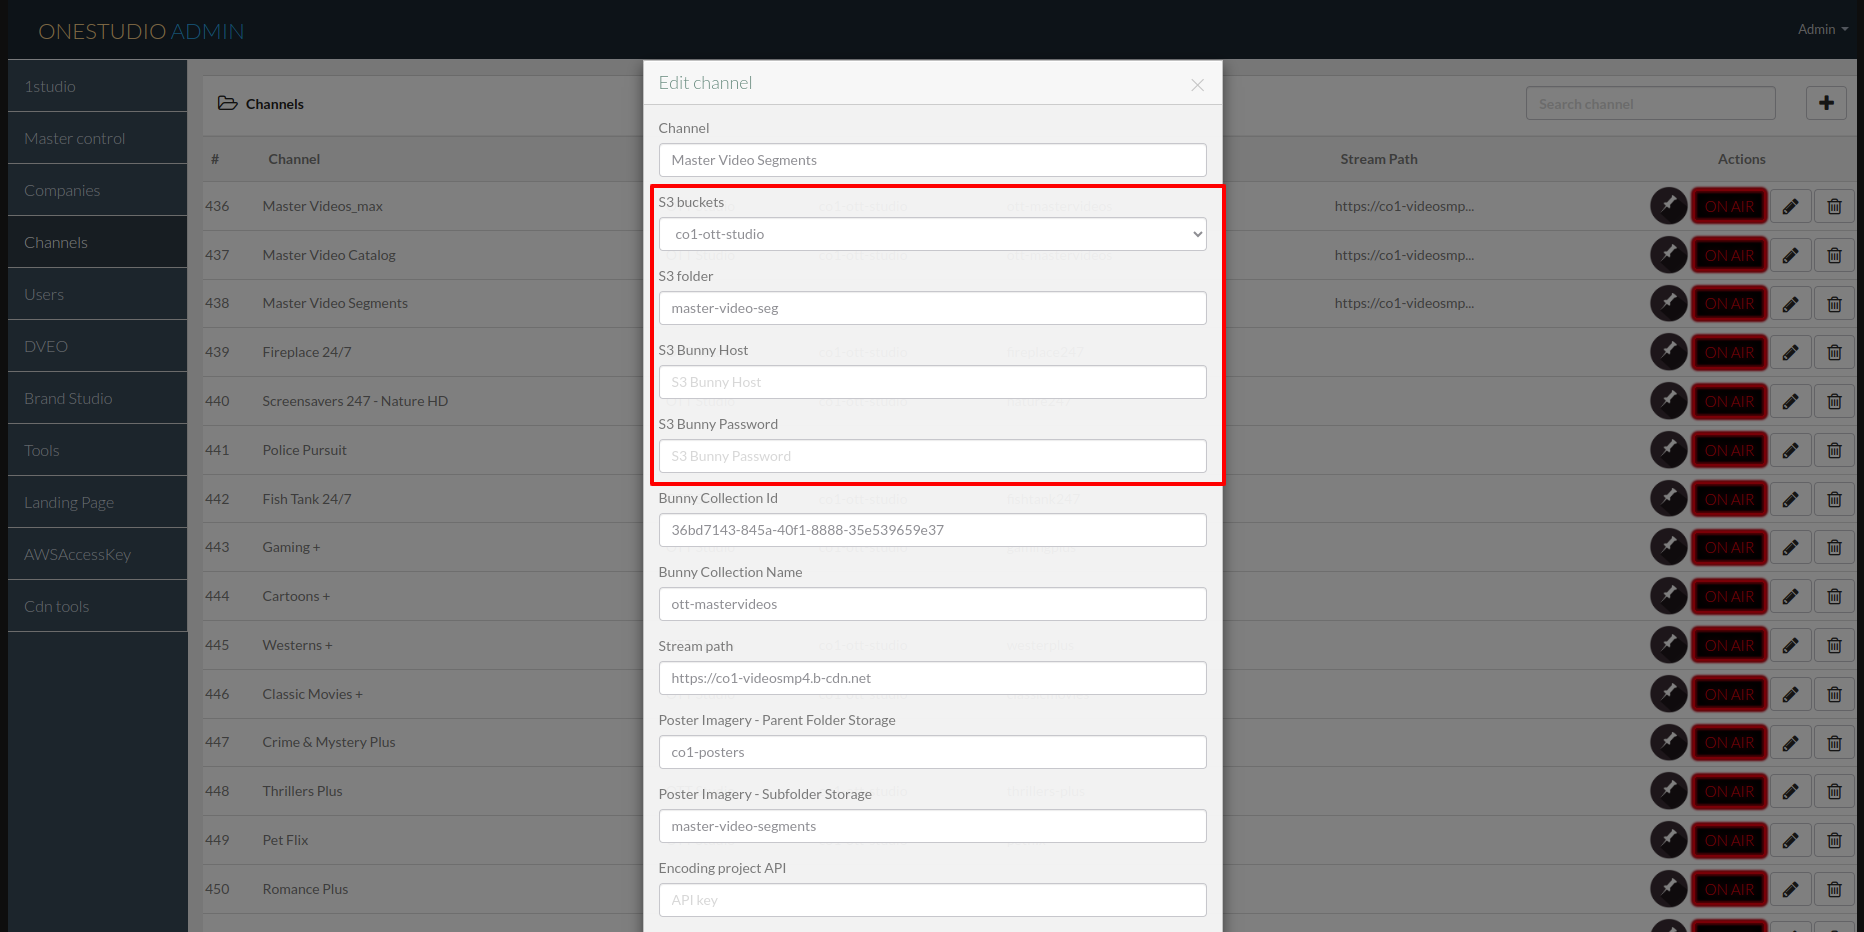 ONESTUDIO ADMIN
Admin
1studio
Master control
Companies
Channels
Users
DVEO
Brand Studio
Tools
Landing Page
AWSAccessKey
Cdn tools
Channels
Search channel
# Channel Stream Path Actions
436 Master Videos_max https://co1-videosmp... ON AIR
437 Master Video Catalog https://co1-videosmp... ON AIR
438 Master Video Segments https://co1-videosmp... ON AIR
439 Fireplace 24/7 ON AIR
440 Screensavers 247 - Nature HD ON AIR
441 Police Pursuit ON AIR
442 Fish Tank 24/7 ON AIR
443 Gaming + ON AIR
444 Cartoons + ON AIR
445 Westerns + ON AIR
446 Classic Movies + ON AIR
447 Crime & Mystery Plus ON AIR
448 Thrillers Plus ON AIR
449 Pet Flix ON AIR
450 Romance Plus ON AIR
Edit channel
Channel
Master Video Segments
S3 buckets
co1-ott-studio
S3 folder
master-video-seg
S3 Bunny Host
S3 Bunny Host
S3 Bunny Password
S3 Bunny Password
Bunny Collection Id
36bd7143-845a-40f1-8888-35e539659e37
Bunny Collection Name
ott-mastervideos
Stream path
https://co1-videosmp4.b-cdn.net
Poster Imagery - Parent Folder Storage
co1-posters
Poster Imagery - Subfolder Storage
master-video-segments
Encoding project API
API key